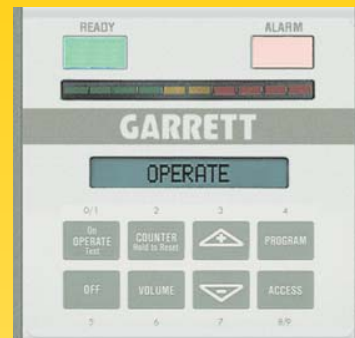 READY ALARM
GARRETT
OPERATE
0/1 2 3 4
On
OPERATE
Test
COUNTER
Hold to Reset
+
PROGRAM
OFF VOLUME - ACCESS
5 6 7 8/9